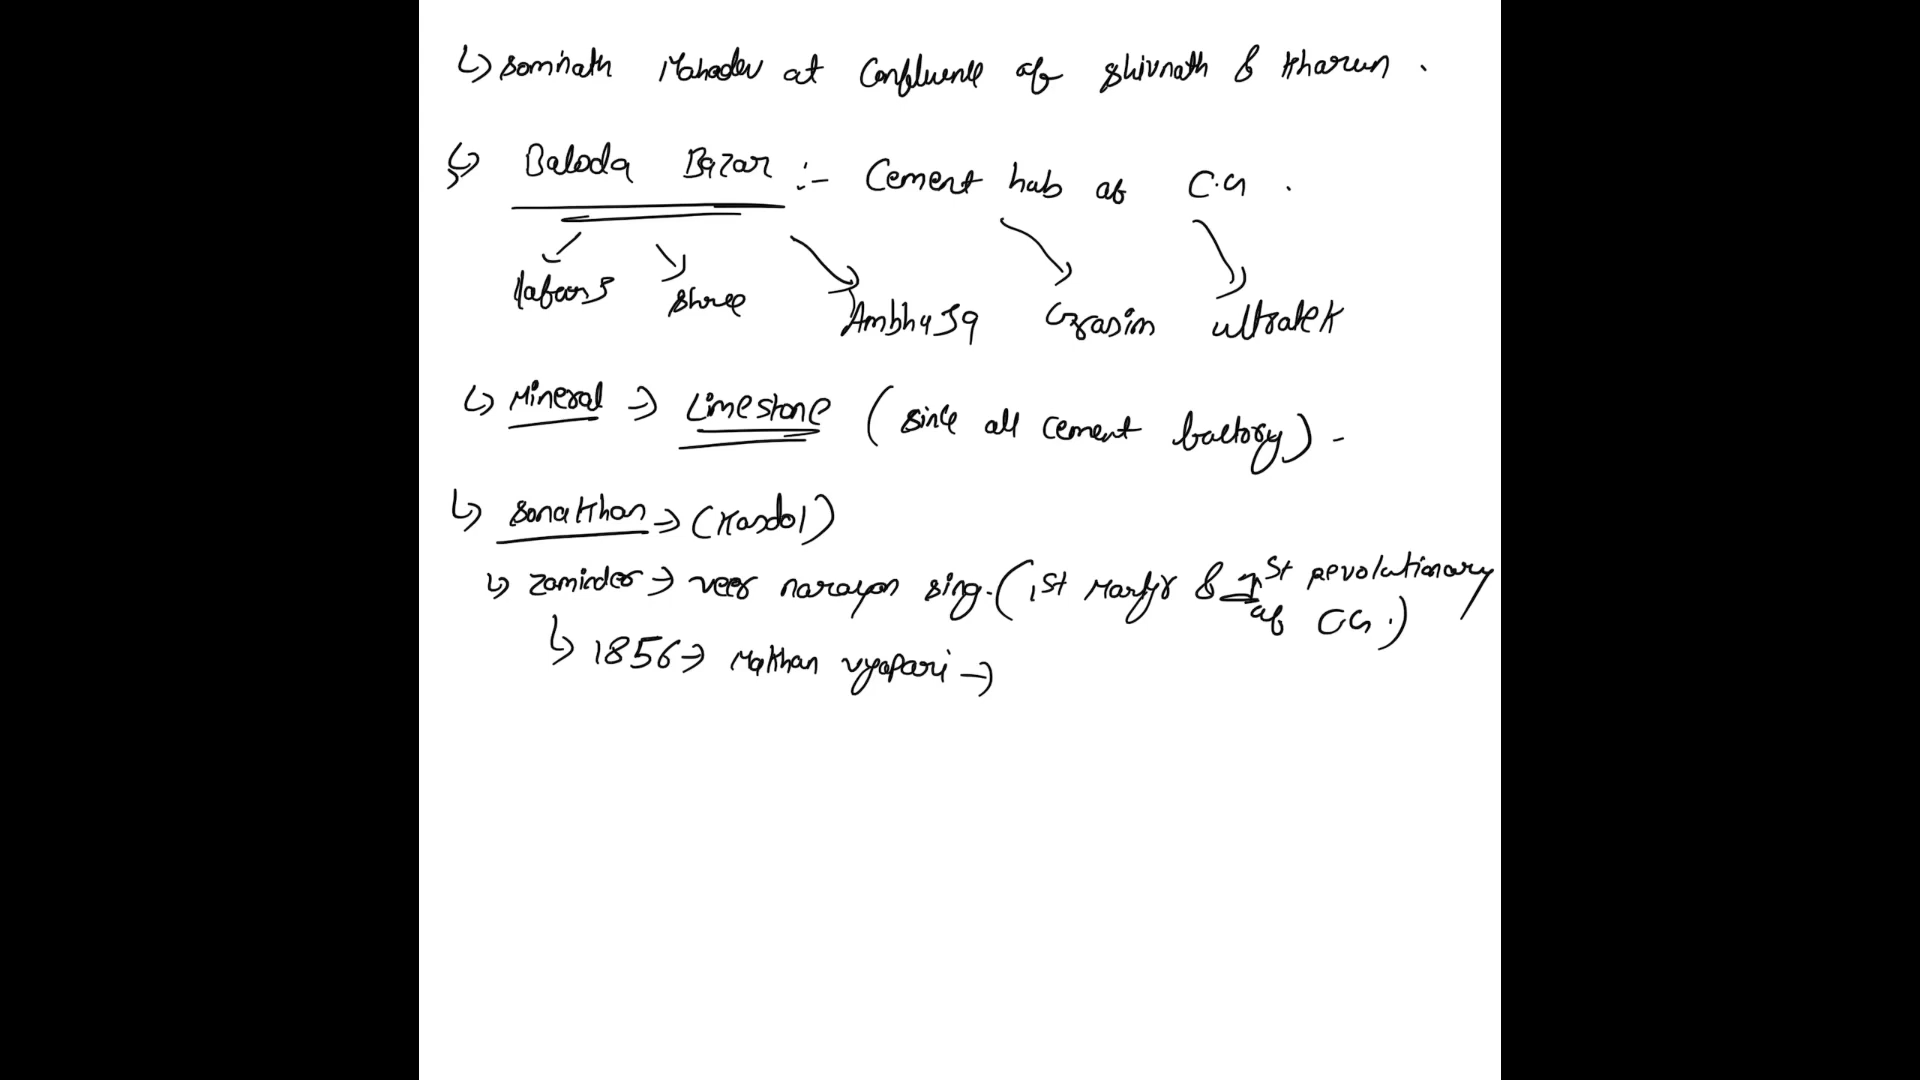 ↳ Somnath Mahadev at Confluence of Shivnath & Kharun .
↳ Baloda Bazar :- Cement hub of C.G .
Lafarz Shree Ambhuja Grasim ultratek
↳ Mineral => Limestone ( Since all cement factory ) -
↳ Sonakhan => (Kasdol)
↳ Zamindar => veer narayan sing. ( 1st Martyr & 1st revolutionary
of CG . )
↳ 1856 => Makhan vyapari ->